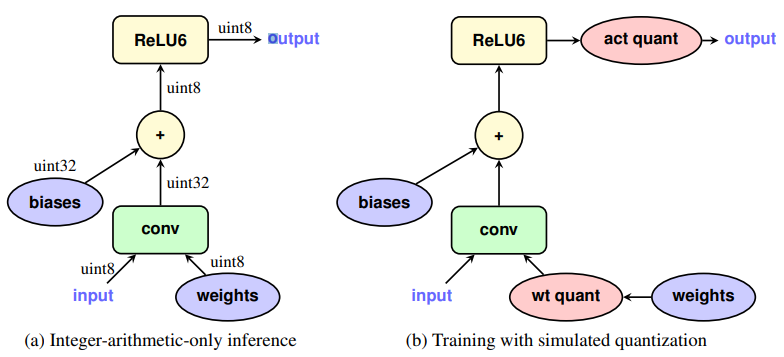 ReLU6
uint8
output
uint8
+
uint32
uint32
biases
conv
uint8
uint8
input
weights
(a) Integer-arithmetic-only inference
ReLU6
act quant
output
+
biases
conv
input
wt quant
weights
(b) Training with simulated quantization